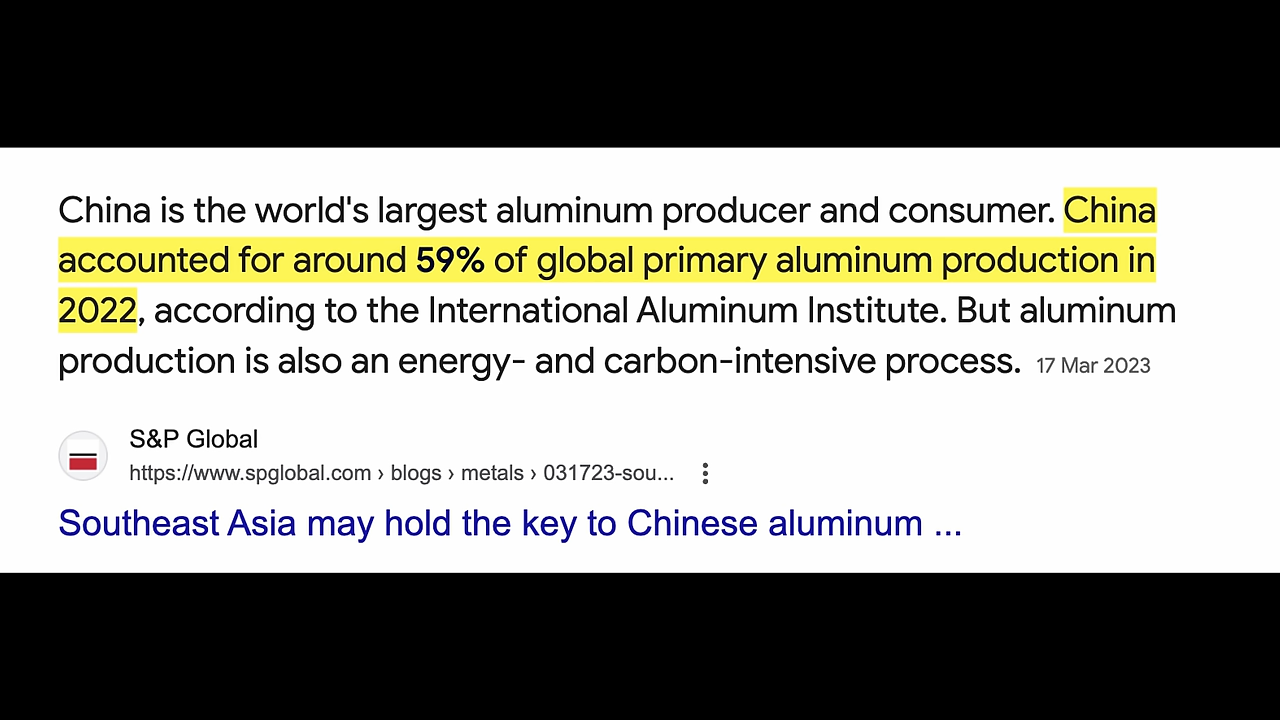 China is the world's largest aluminum producer and consumer. China
accounted for around 59% of global primary aluminum production in
2022, according to the International Aluminum Institute. But aluminum
production is also an energy- and carbon-intensive process. 17 Mar 2023
S&P Global
https://www.spglobal.com › blogs › metals › 031723-sou...
Southeast Asia may hold the key to Chinese aluminum ...